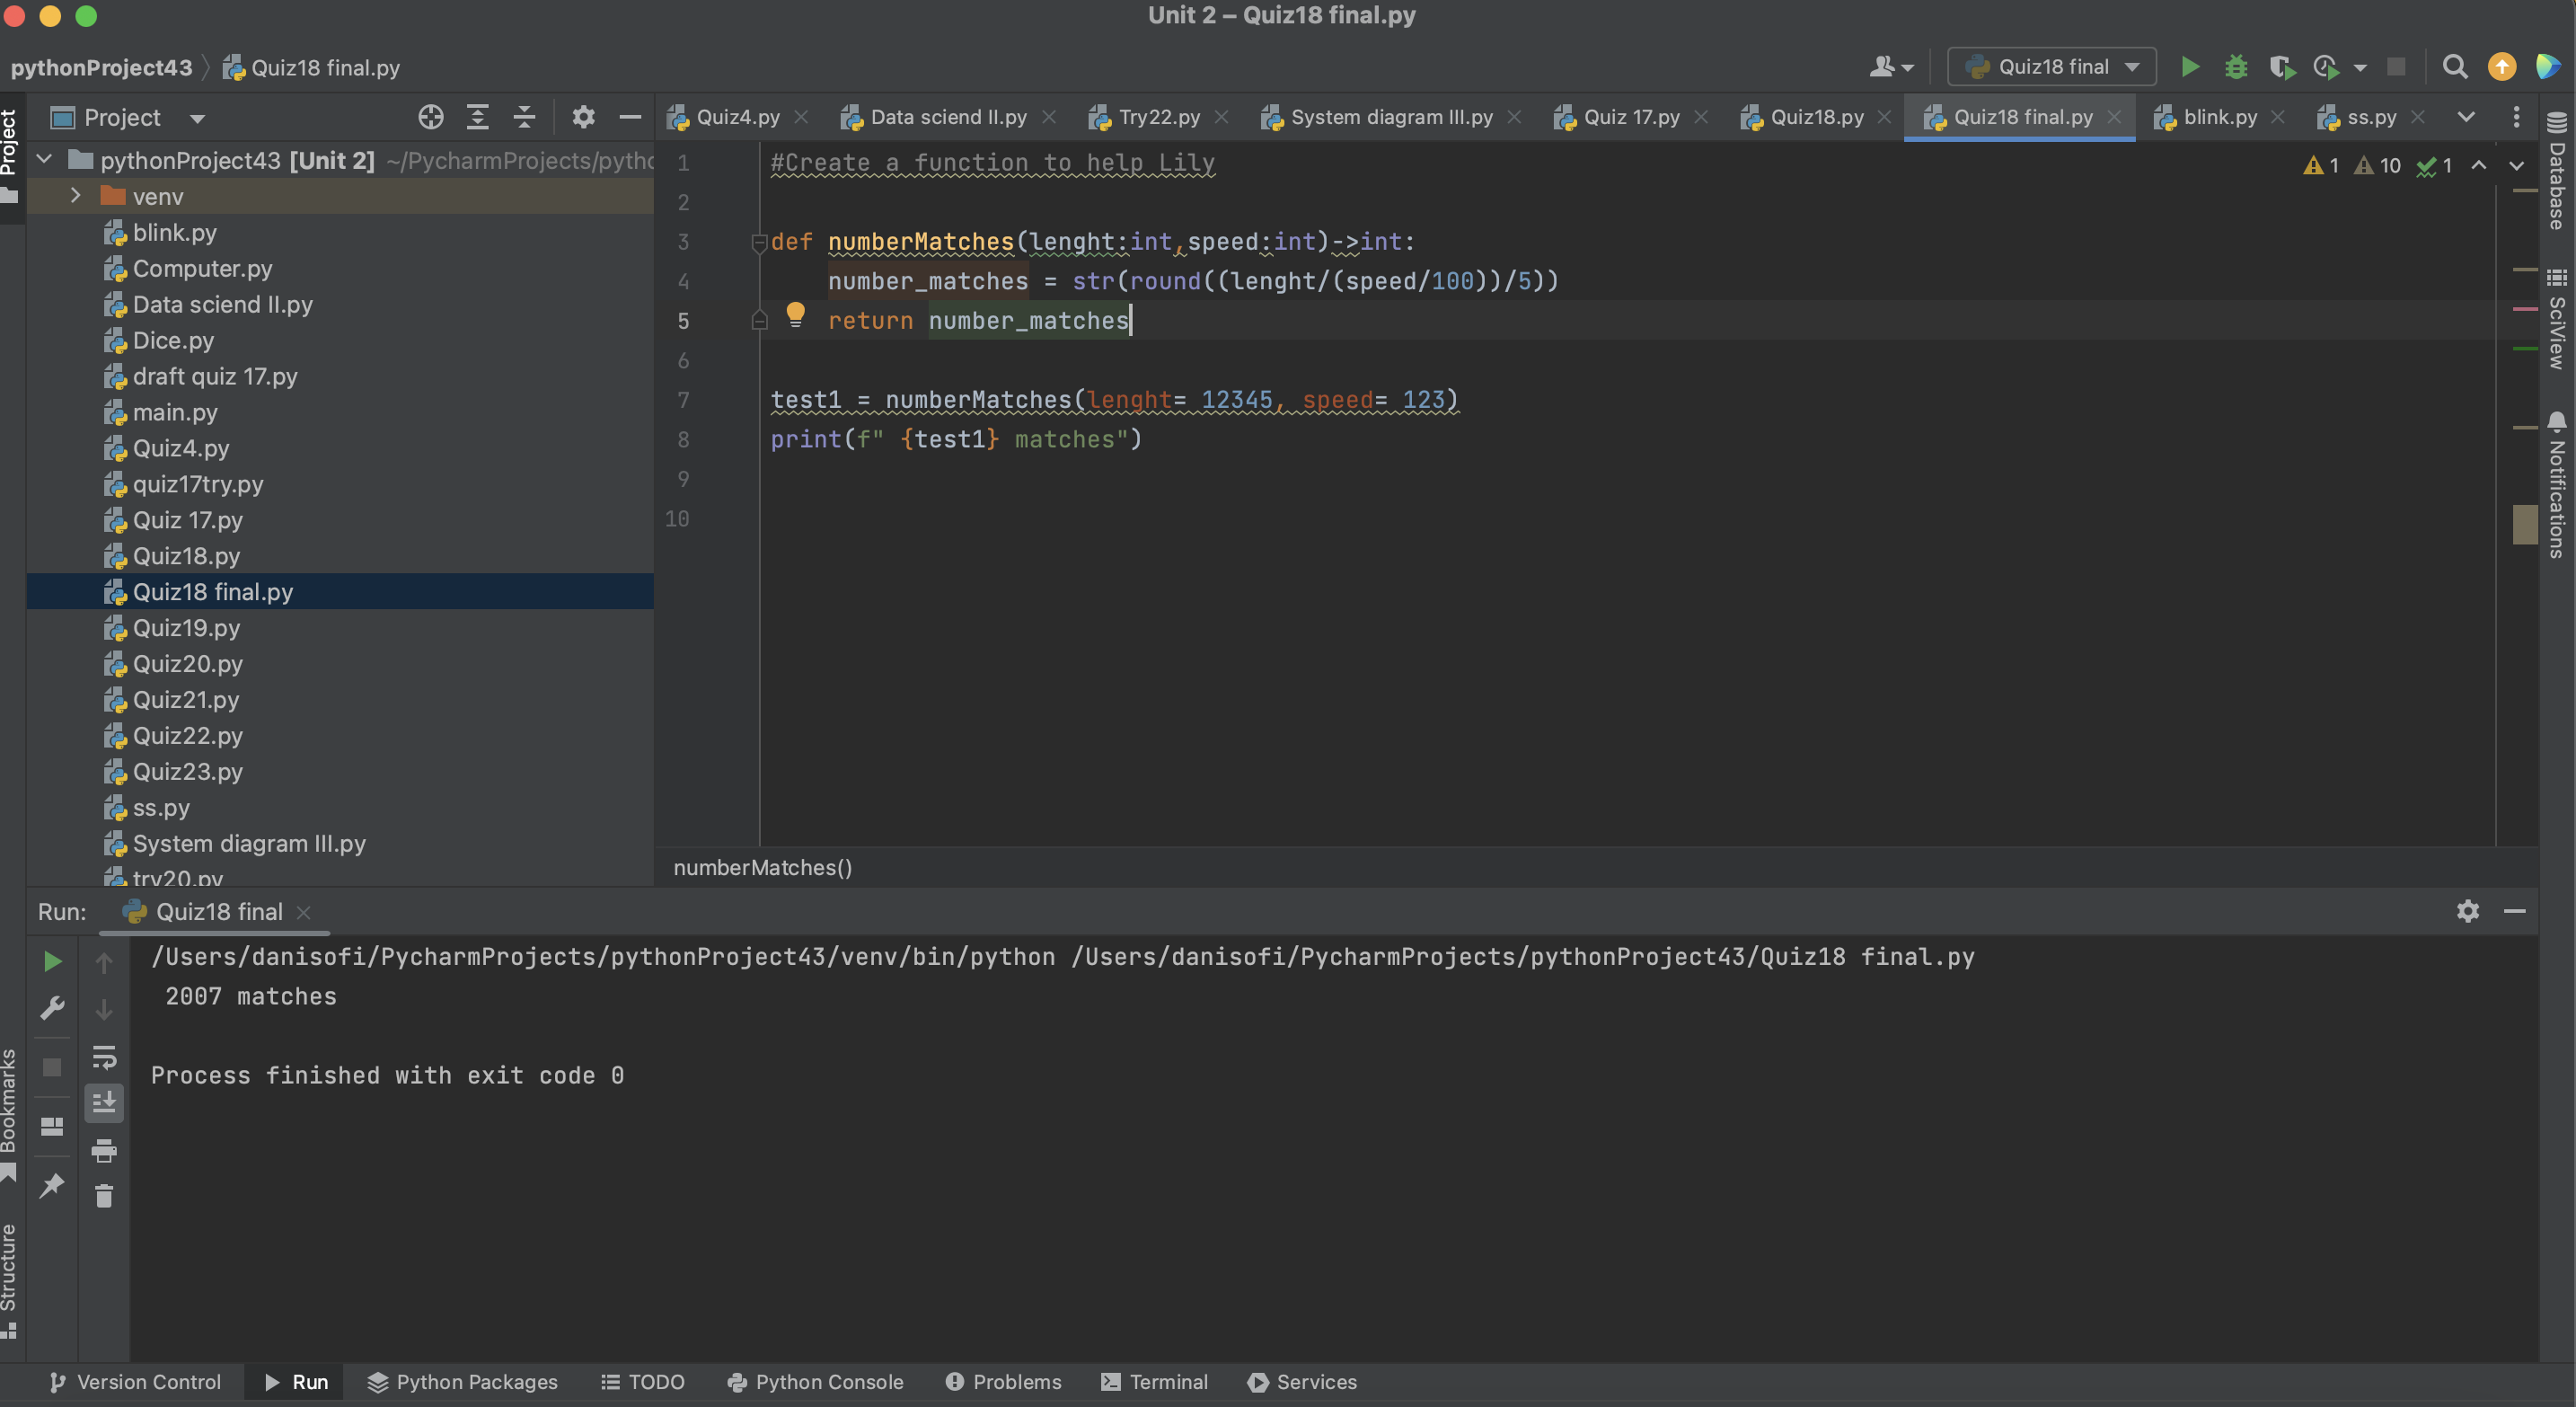 Unit 2 – Quiz18 final.py
pythonProject43
Quiz18 final.py
Quiz18 final
Project
Project
Quiz4.py
Data sciend II.py
Try22.py
System diagram III.py
Quiz 17.py
Quiz18.py
Quiz18 final.py
blink.py
ss.py
pythonProject43 [Unit 2] ~/PycharmProjects/pytho
venv
blink.py
Computer.py
Data sciend II.py
Dice.py
draft quiz 17.py
main.py
Quiz4.py
quiz17try.py
Quiz 17.py
Quiz18.py
Quiz18 final.py
Quiz19.py
Quiz20.py
Quiz21.py
Quiz22.py
Quiz23.py
ss.py
System diagram III.py
try20.py
1 #Create a function to help Lily
2
3 def numberMatches(lenght:int,speed:int)->int:
4 number_matches = str(round((lenght/(speed/100))/5))
5 return number_matches
6
7 test1 = numberMatches(lenght= 12345, speed= 123)
8 print(f" {test1} matches")
9
10
1 10 1
Database
SciView
Notifications
numberMatches()
Run: Quiz18 final
/Users/danisofi/PycharmProjects/pythonProject43/venv/bin/python /Users/danisofi/PycharmProjects/pythonProject43/Quiz18 final.py
2007 matches
Process finished with exit code 0
Bookmarks
Structure
Version Control
Run
Python Packages
TODO
Python Console
Problems
Terminal
Services